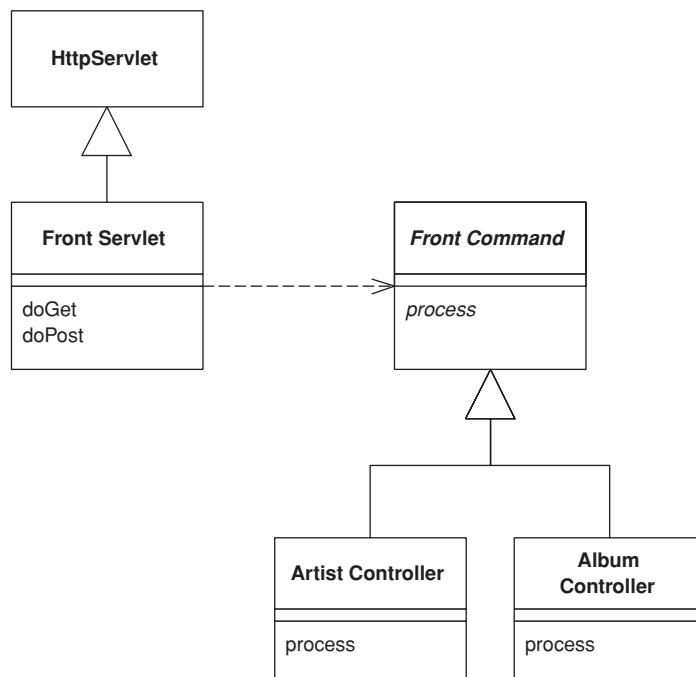 HttpServlet
Front Servlet
doGet
doPost
Front Command
process
Artist Controller
process
Album
Controller
process